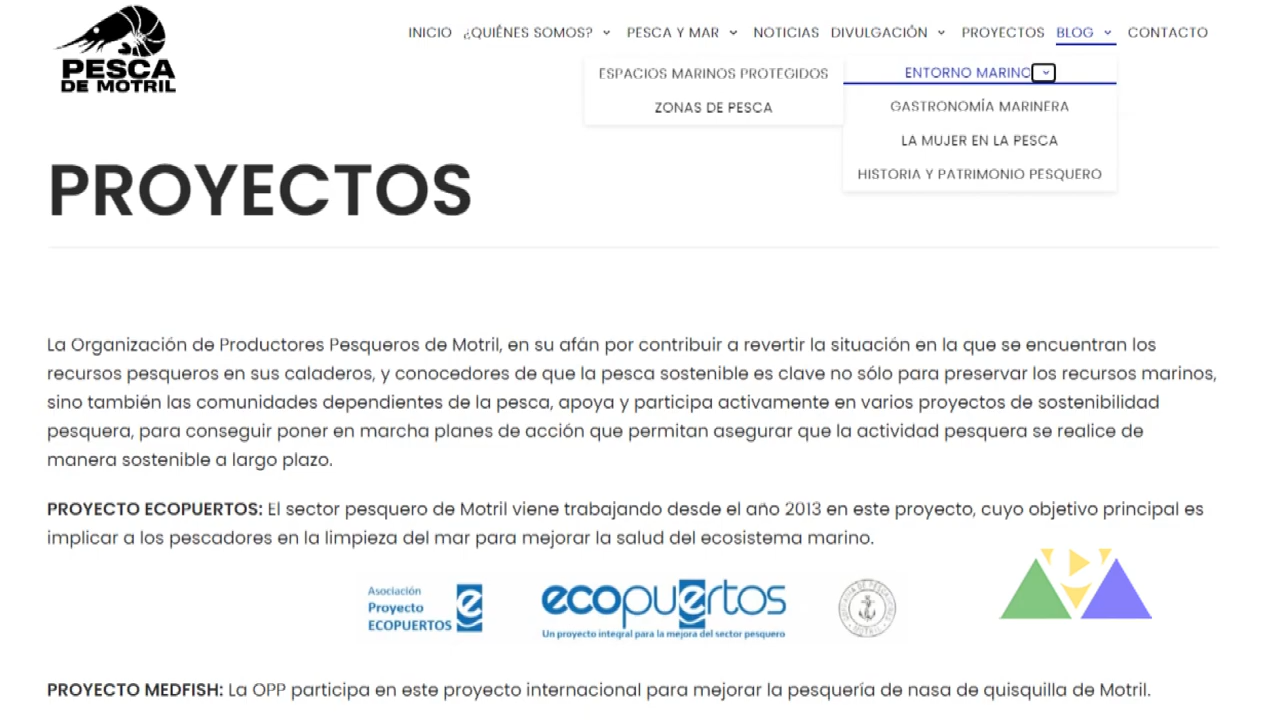 PESCA
DE MOTRIL
INICIO ¿QUIÉNES SOMOS? PESCA Y MAR NOTICIAS DIVULGACIÓN PROYECTOS BLOG CONTACTO
ESPACIOS MARINOS PROTEGIDOS
ZONAS DE PESCA
ENTORNO MARINO
GASTRONOMÍA MARINERA
LA MUJER EN LA PESCA
HISTORIA Y PATRIMONIO PESQUERO
PROYECTOS
La Organización de Productores Pesqueros de Motril, en su afán por contribuir a revertir la situación en la que se encuentran los
recursos pesqueros en sus caladeros, y conocedores de que la pesca sostenible es clave no sólo para preservar los recursos marinos,
sino también las comunidades dependientes de la pesca, apoya y participa activamente en varios proyectos de sostenibilidad
pesquera, para conseguir poner en marcha planes de acción que permitan asegurar que la actividad pesquera se realice de
manera sostenible a largo plazo.
PROYECTO ECOPUERTOS: El sector pesquero de Motril viene trabajando desde el año 2013 en este proyecto, cuyo objetivo principal es
implicar a los pescadores en la limpieza del mar para mejorar la salud del ecosistema marino.
Asociación
Proyecto
ECOPUERTOS
ecopuertos
Un proyecto integral para la mejora del sector pesquero
PROYECTO MEDFISH: La OPP participa en este proyecto internacional para mejorar la pesquería de nasa de quisquilla de Motril.